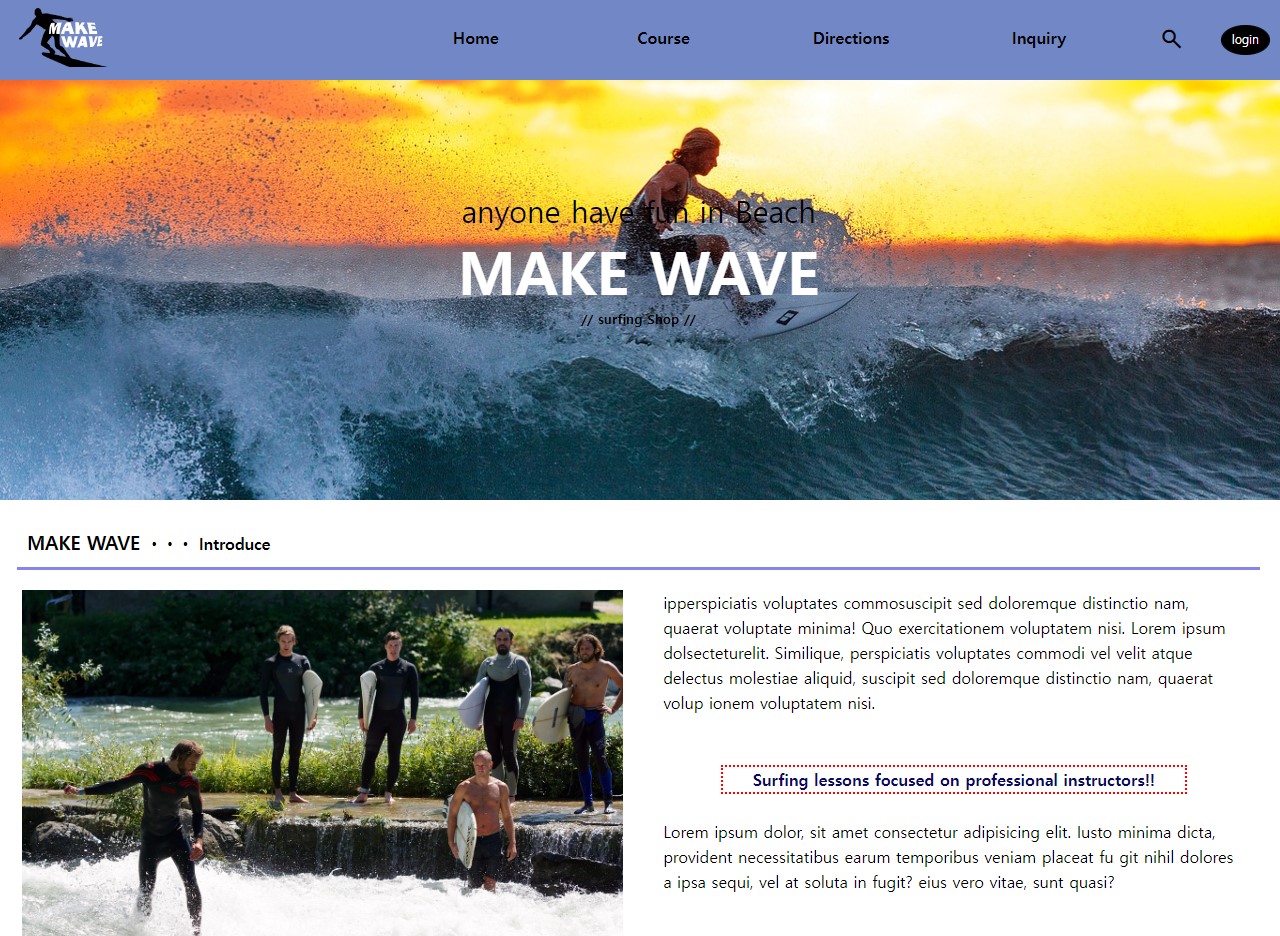 MAKE
WAVE
Home
Course
Directions
Inquiry
login
anyone have fun in Beach
MAKE WAVE
// surfing Shop //
MAKE WAVE • • • Introduce
ipperspiciatis voluptates commosuscipit sed doloremque distinctio nam,
quaerat voluptate minima! Quo exercitationem voluptatem nisi. Lorem ipsum
dolsecteturelit. Similique, perspiciatis voluptates commodi vel velit atque
delectus molestiae aliquid, suscipit sed doloremque distinctio nam, quaerat
volup ionem voluptatem nisi.
Surfing lessons focused on professional instructors!!
Lorem ipsum dolor, sit amet consectetur adipisicing elit. Iusto minima dicta,
provident necessitatibus earum temporibus veniam placeat fu git nihil dolores
a ipsa sequi, vel at soluta in fugit? eius vero vitae, sunt quasi?